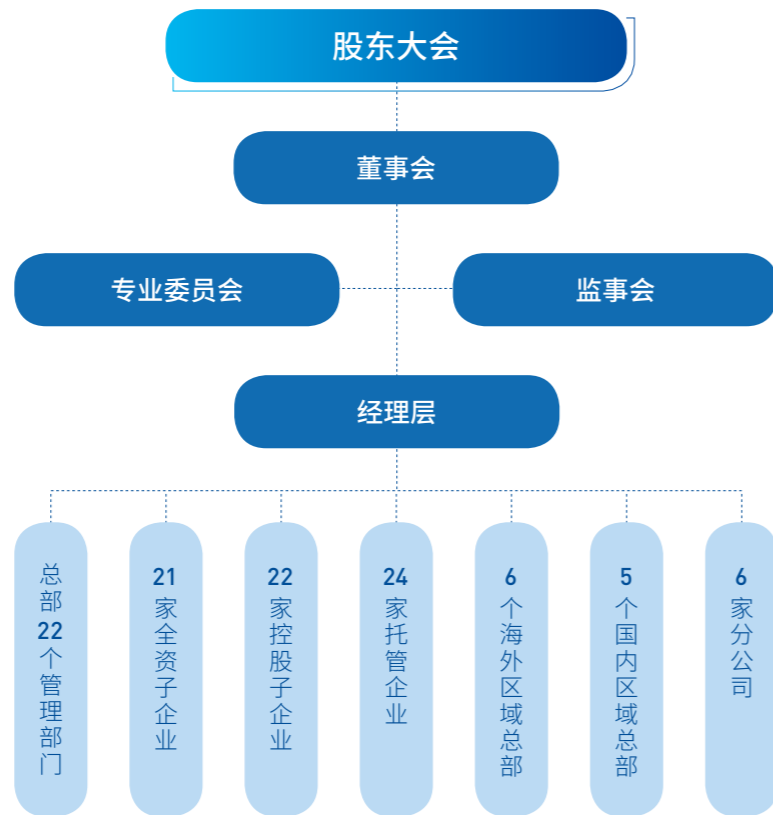 股东大会
董事会
专业委员会
监事会
经理层
总部22个管理部门
21家全资子企业
22家控股子企业
24家托管企业
6个海外区域总部
5个国内区域总部
6家分公司